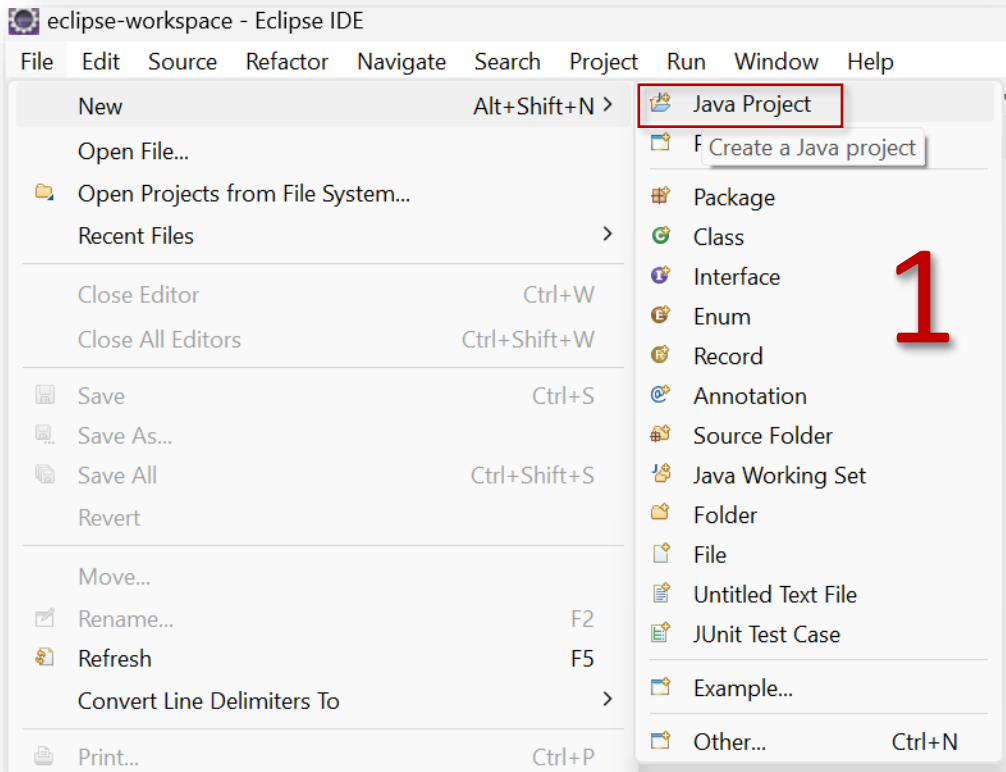 eclipse-workspace - Eclipse IDE
File Edit Source Refactor Navigate Search Project Run Window Help
New Alt+Shift+N
Open File...
Open Projects from File System...
Recent Files
Close Editor Ctrl+W
Close All Editors Ctrl+Shift+W
Save Ctrl+S
Save As...
Save All Ctrl+Shift+S
Revert
Move...
Rename... F2
Refresh F5
Convert Line Delimiters To
Print... Ctrl+P
Java Project
Create a Java project
Package
Class
Interface
Enum
Record
Annotation
Source Folder
Java Working Set
Folder
File
Untitled Text File
JUnit Test Case
Example...
Other... Ctrl+N
1